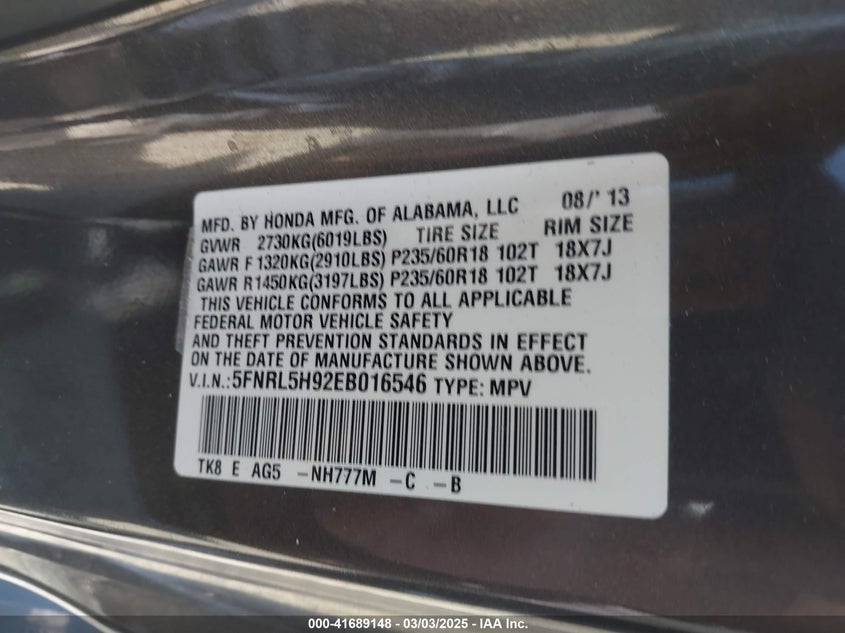 MFD. BY HONDA MFG. OF ALABAMA, LLC 08/' 13
GVWR 2730KG(6019LBS) TIRE SIZE RIM SIZE
GAWR F 1320KG(2910LBS) P235/60R18 102T 18X7J
GAWR R1450KG(3197LBS) P235/60R18 102T 18X7J
THIS VEHICLE CONFORMS TO ALL APPLICABLE
FEDERAL MOTOR VEHICLE SAFETY
AND THEFT PREVENTION STANDARDS IN EFFECT
ON THE DATE OF MANUFACTURE SHOWN ABOVE.
V.I.N.:5FNRL5H92EB016546 TYPE: MPV
TK8 E AG5 -NH777M -C -B
000-41689148 - 03/03/2025 - IAA Inc.